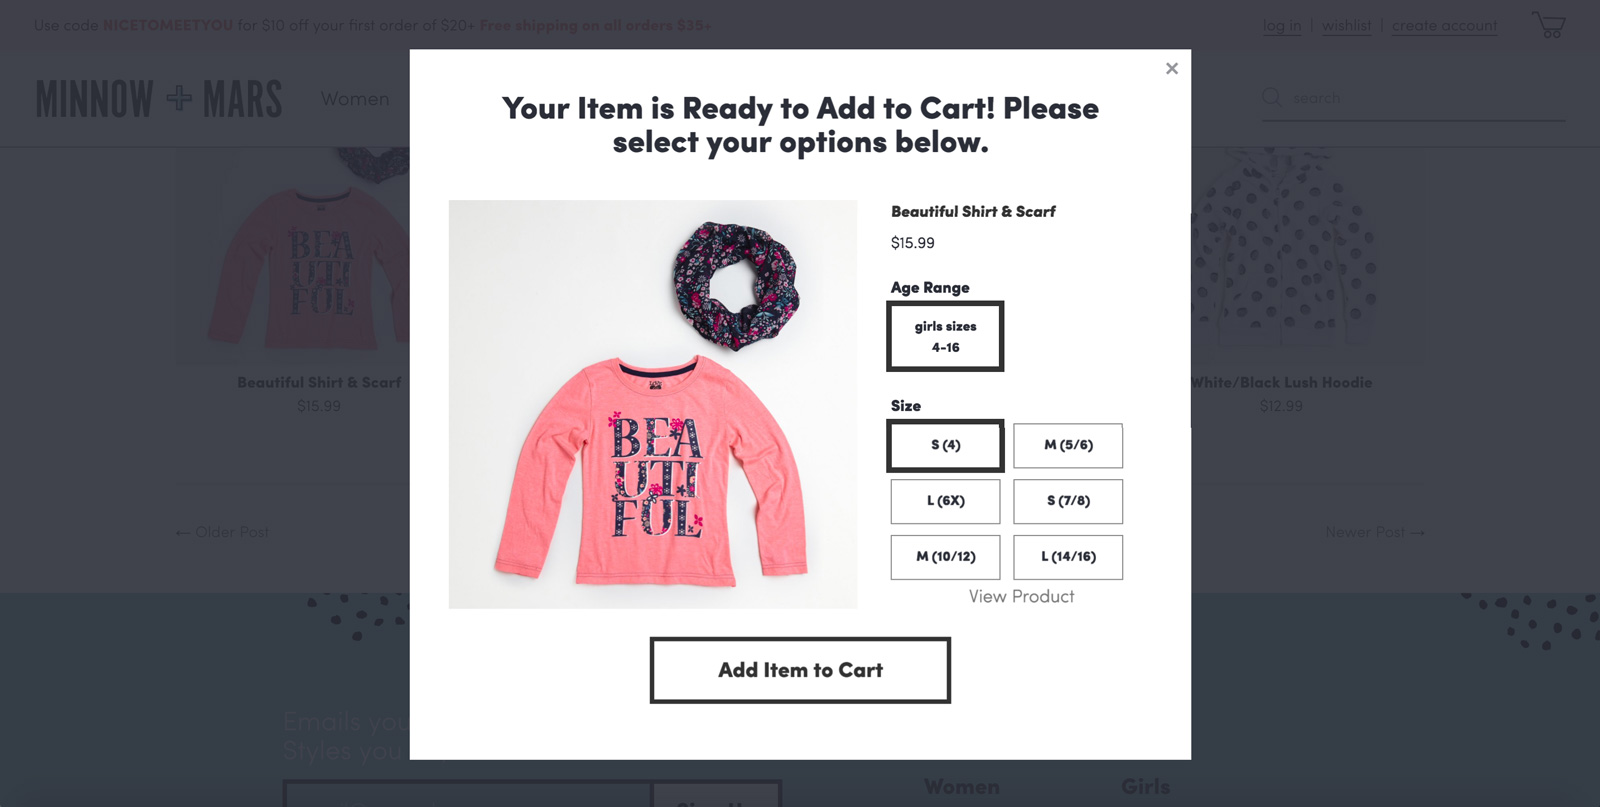 Use code NICETOMEETYOU for $10 off your first order of $20+ Free shipping on all orders $35+
log in | wishlist | create account
MINNOW + MARS
Women
search
×
Your Item is Ready to Add to Cart! Please
select your options below.
BEA
UTI
FUL
Beautiful Shirt & Scarf
$15.99
White/Black Lush Hoodie
$12.99
BEA
UTI
FUL
Beautiful Shirt & Scarf
$15.99
Age Range
girls sizes
4-16
Size
S (4)
M (5/6)
L (6X)
S (7/8)
M (10/12)
L (14/16)
View Product
Add Item to Cart
← Older Post
Newer Post →
Emails you
Styles you
Women
Girls